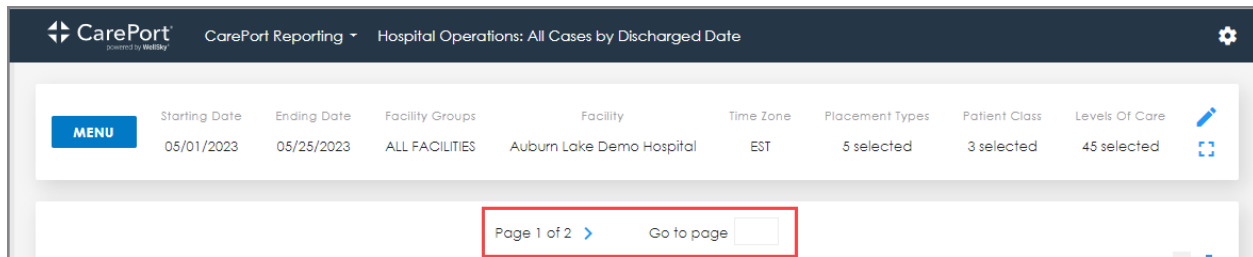 CarePort
powered by WellSky
CarePort Reporting Hospital Operations: All Cases by Discharged Date
MENU
Starting Date Ending Date Facility Groups Facility Time Zone Placement Types Patient Class Levels Of Care
05/01/2023 05/25/2023 ALL FACILITIES Auburn Lake Demo Hospital EST 5 selected 3 selected 45 selected
Page 1 of 2 Go to page